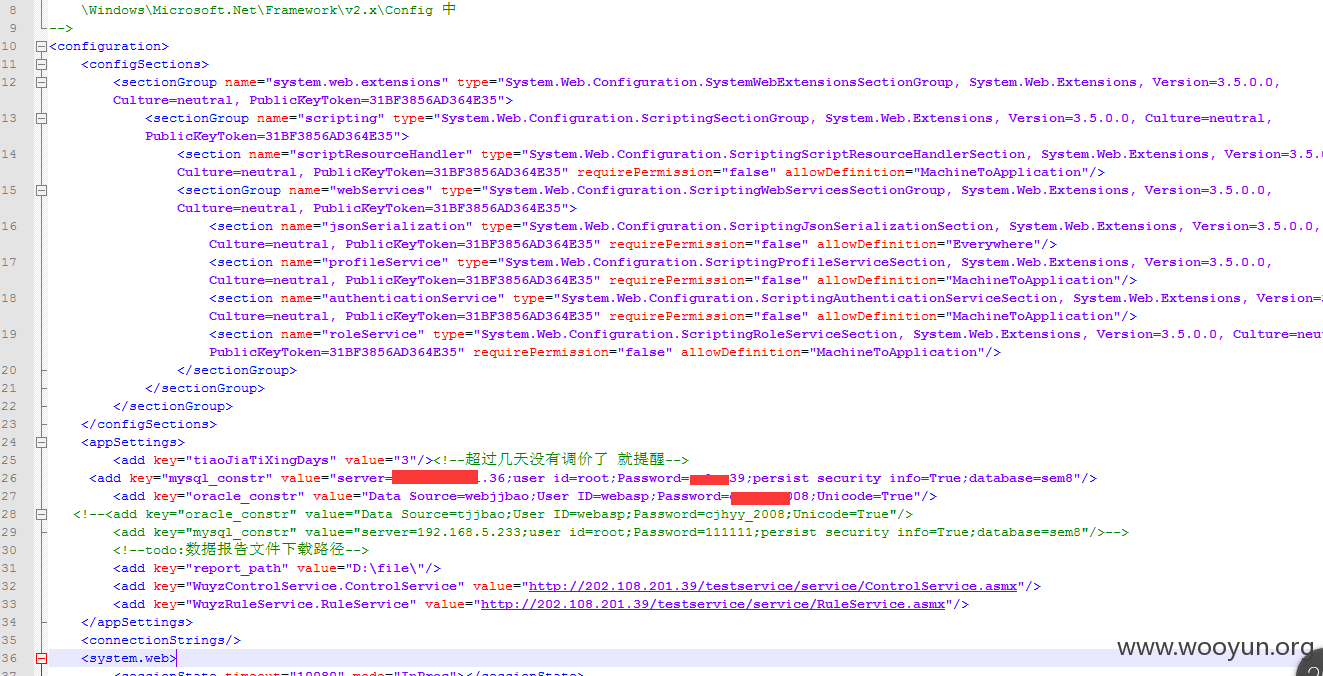 8 \Windows\Microsoft.Net\Framework\v2.x\Config 中
9 -->
10 <configuration>
11 <configSections>
12 <sectionGroup name="system.web.extensions" type="System.Web.Configuration.SystemWebExtensionsSectionGroup, System.Web.Extensions, Version=3.5.0.0,
Culture=neutral, PublicKeyToken=31BF3856AD364E35">
13 <sectionGroup name="scripting" type="System.Web.Configuration.ScriptingSectionGroup, System.Web.Extensions, Version=3.5.0.0, Culture=neutral,
PublicKeyToken=31BF3856AD364E35">
14 <section name="scriptResourceHandler" type="System.Web.Configuration.ScriptingScriptResourceHandlerSection, System.Web.Extensions, Version=3.5.
Culture=neutral, PublicKeyToken=31BF3856AD364E35" requirePermission="false" allowDefinition="MachineToApplication"/>
15 <sectionGroup name="webServices" type="System.Web.Configuration.ScriptingWebServicesSectionGroup, System.Web.Extensions, Version=3.5.0.0,
Culture=neutral, PublicKeyToken=31BF3856AD364E35">
16 <section name="jsonSerialization" type="System.Web.Configuration.ScriptingJsonSerializationSection, System.Web.Extensions, Version=3.5.0.0,
Culture=neutral, PublicKeyToken=31BF3856AD364E35" requirePermission="false" allowDefinition="Everywhere"/>
17 <section name="profileService" type="System.Web.Configuration.ScriptingProfileServiceSection, System.Web.Extensions, Version=3.5.0.0,
Culture=neutral, PublicKeyToken=31BF3856AD364E35" requirePermission="false" allowDefinition="MachineToApplication"/>
18 <section name="authenticationService" type="System.Web.Configuration.ScriptingAuthenticationServiceSection, System.Web.Extensions, Version=
Culture=neutral, PublicKeyToken=31BF3856AD364E35" requirePermission="false" allowDefinition="MachineToApplication"/>
19 <section name="roleService" type="System.Web.Configuration.ScriptingRoleServiceSection, System.Web.Extensions, Version=3.5.0.0, Culture=neu
PublicKeyToken=31BF3856AD364E35" requirePermission="false" allowDefinition="MachineToApplication"/>
20 </sectionGroup>
21 </sectionGroup>
22 </sectionGroup>
23 </configSections>
24 <appSettings>
25 <add key="tiaoJiaTiXingDays" value="3"/><!--超过几天没有调价了 就提醒-->
26 <add key="mysql_constr" value="server= .36;user id=root;Password= 39;persist security info=True;database=sem8"/>
27 <add key="oracle_constr" value="Data Source=webjjbao;User ID=webasp;Password= 08;Unicode=True"/>
28 <!--<add key="oracle_constr" value="Data Source=tjjbao;User ID=webasp;Password=cjhyy_2008;Unicode=True"/>
29 <add key="mysql_constr" value="server=192.168.5.233;user id=root;Password=111111;persist security info=True;database=sem8"/>-->
30 <!--todo:数据报告文件下载路径-->
31 <add key="report_path" value="D:\file\"/>
32 <add key="WuyzControlService.ControlService" value="http://202.108.201.39/testservice/service/ControlService.asmx"/>
33 <add key="WuyzRuleService.RuleService" value="http://202.108.201.39/testservice/service/RuleService.asmx"/>
34 </appSettings>
35 <connectionStrings/>
36 <system.web>
www.wooyun.org